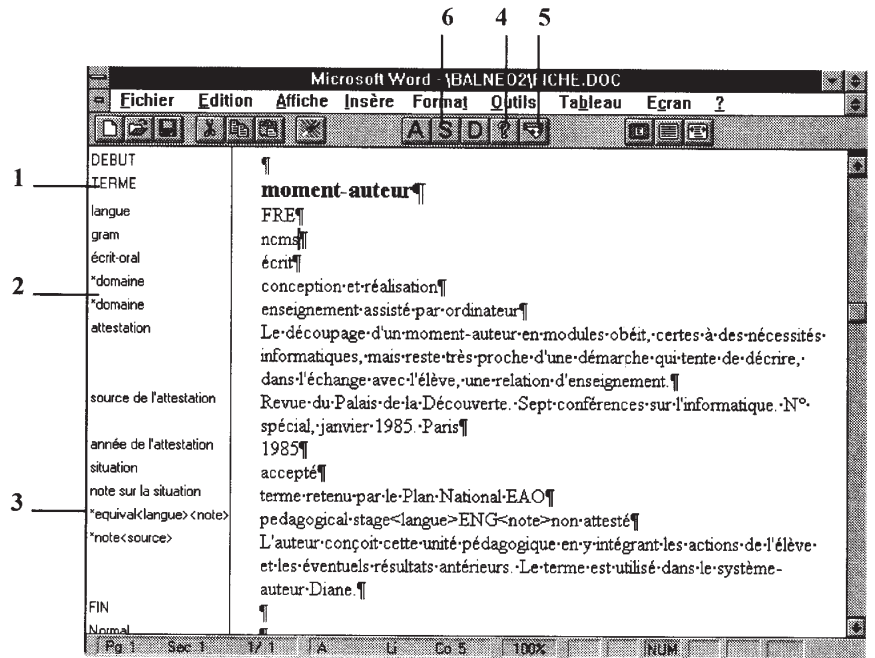 6 4 5
Microsoft Word - \BALNEO2\FICHE.DOC
Fichier Edition Affiche Insère Format Outils Tableau Ecran ?
A S D ?
DEBUT ¶
1 TERME moment-auteur¶
langue FRE¶
gram ncms¶
écrit-oral écrit¶
*domaine conception·et·réalisation¶
2
*domaine enseignement·assisté·par·ordinateur¶
attestation Le·découpage·d'un·moment-auteur·en·modules·obéit,·certes·à·des·nécessités·
informatiques,·mais·reste·très·proche·d'une·démarche·qui·tente·de·décrire,·
dans·l'échange·avec·l'élève,·une·relation·d'enseignement.¶
source de l'attestation Revue·du·Palais·de·la·Découverte.·Sept·conférences·sur·l'informatique.·N°·
spécial,·janvier·1985.·Paris¶
année de l'attestation 1985¶
situation accepté¶
note sur la situation terme·retenu·par·le·Plan·National·EAO¶
3 *equival<langue><note> pedagogical·stage<langue>ENG<note>non·attesté¶
*note<source> L'auteur·conçoit·cette·unité·pédagogique·en·y·intégrant·les·actions·de·l'élève·
et·les·éventuels·résultats·antérieurs.·Le·terme·est·utilisé·dans·le·système-
auteur·Diane.¶
FIN ¶
Normal ¶
Pg 1 Sec 1 1/ 1 A Li Co 5 100% NUM